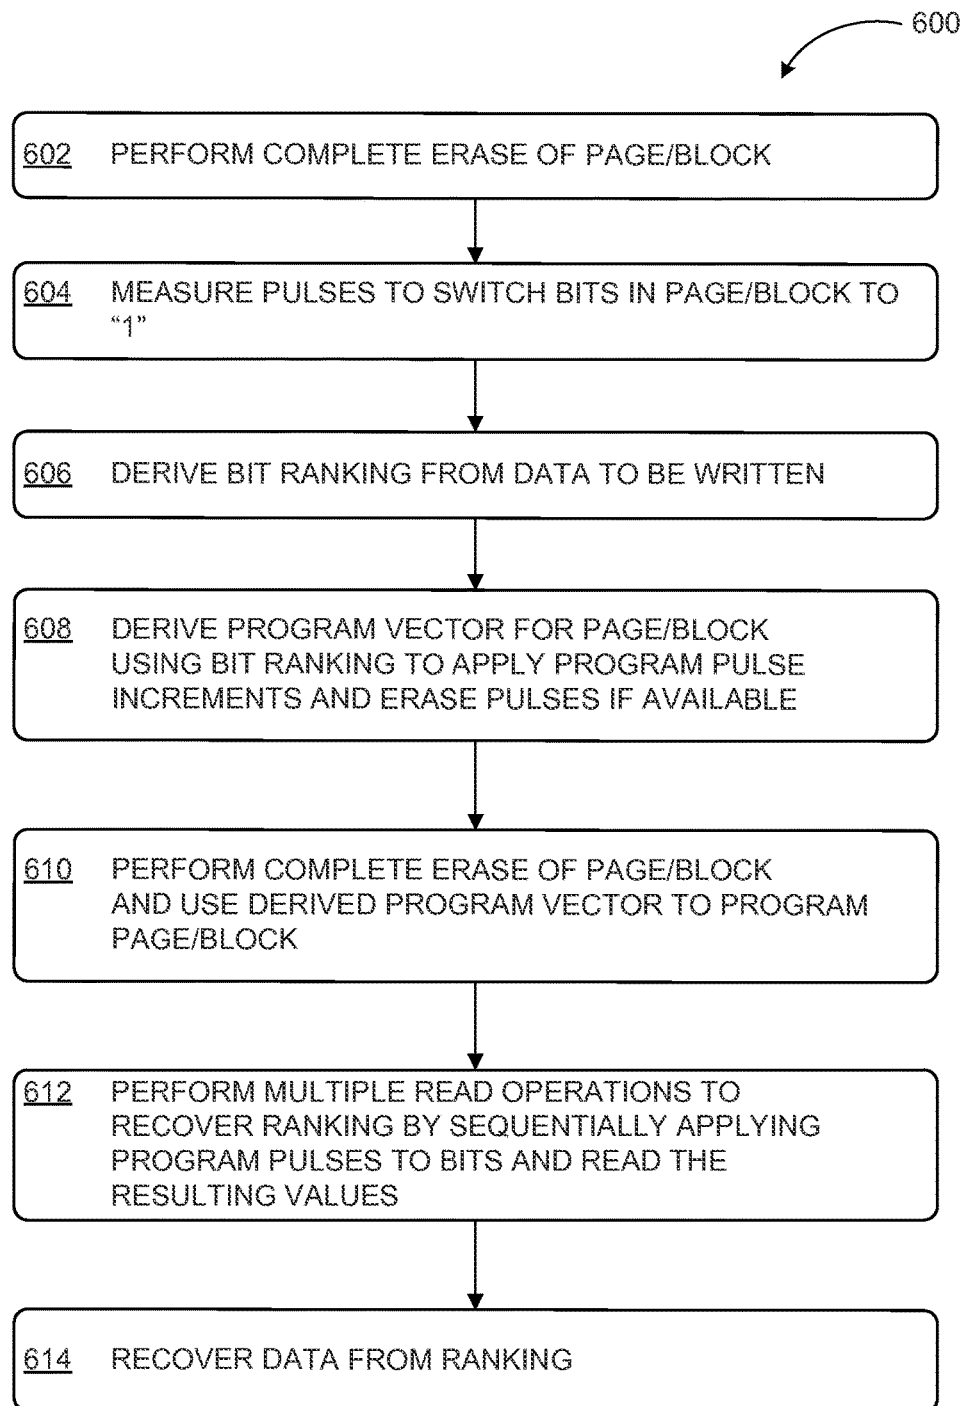 600
602 PERFORM COMPLETE ERASE OF PAGE/BLOCK
604 MEASURE PULSES TO SWITCH BITS IN PAGE/BLOCK TO
“1”
606 DERIVE BIT RANKING FROM DATA TO BE WRITTEN
608 DERIVE PROGRAM VECTOR FOR PAGE/BLOCK
USING BIT RANKING TO APPLY PROGRAM PULSE
INCREMENTS AND ERASE PULSES IF AVAILABLE
610 PERFORM COMPLETE ERASE OF PAGE/BLOCK
AND USE DERIVED PROGRAM VECTOR TO PROGRAM
PAGE/BLOCK
612 PERFORM MULTIPLE READ OPERATIONS TO
RECOVER RANKING BY SEQUENTIALLY APPLYING
PROGRAM PULSES TO BITS AND READ THE
RESULTING VALUES
614 RECOVER DATA FROM RANKING